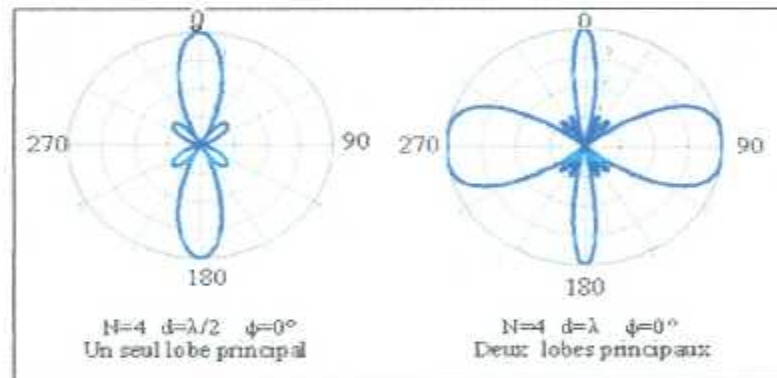 0
270
90
180
N=4 d=λ/2 ϕ=0°
Un seul lobe principal
0
270
90
180
N=4 d=λ ϕ=0°
Deux lobes principaux